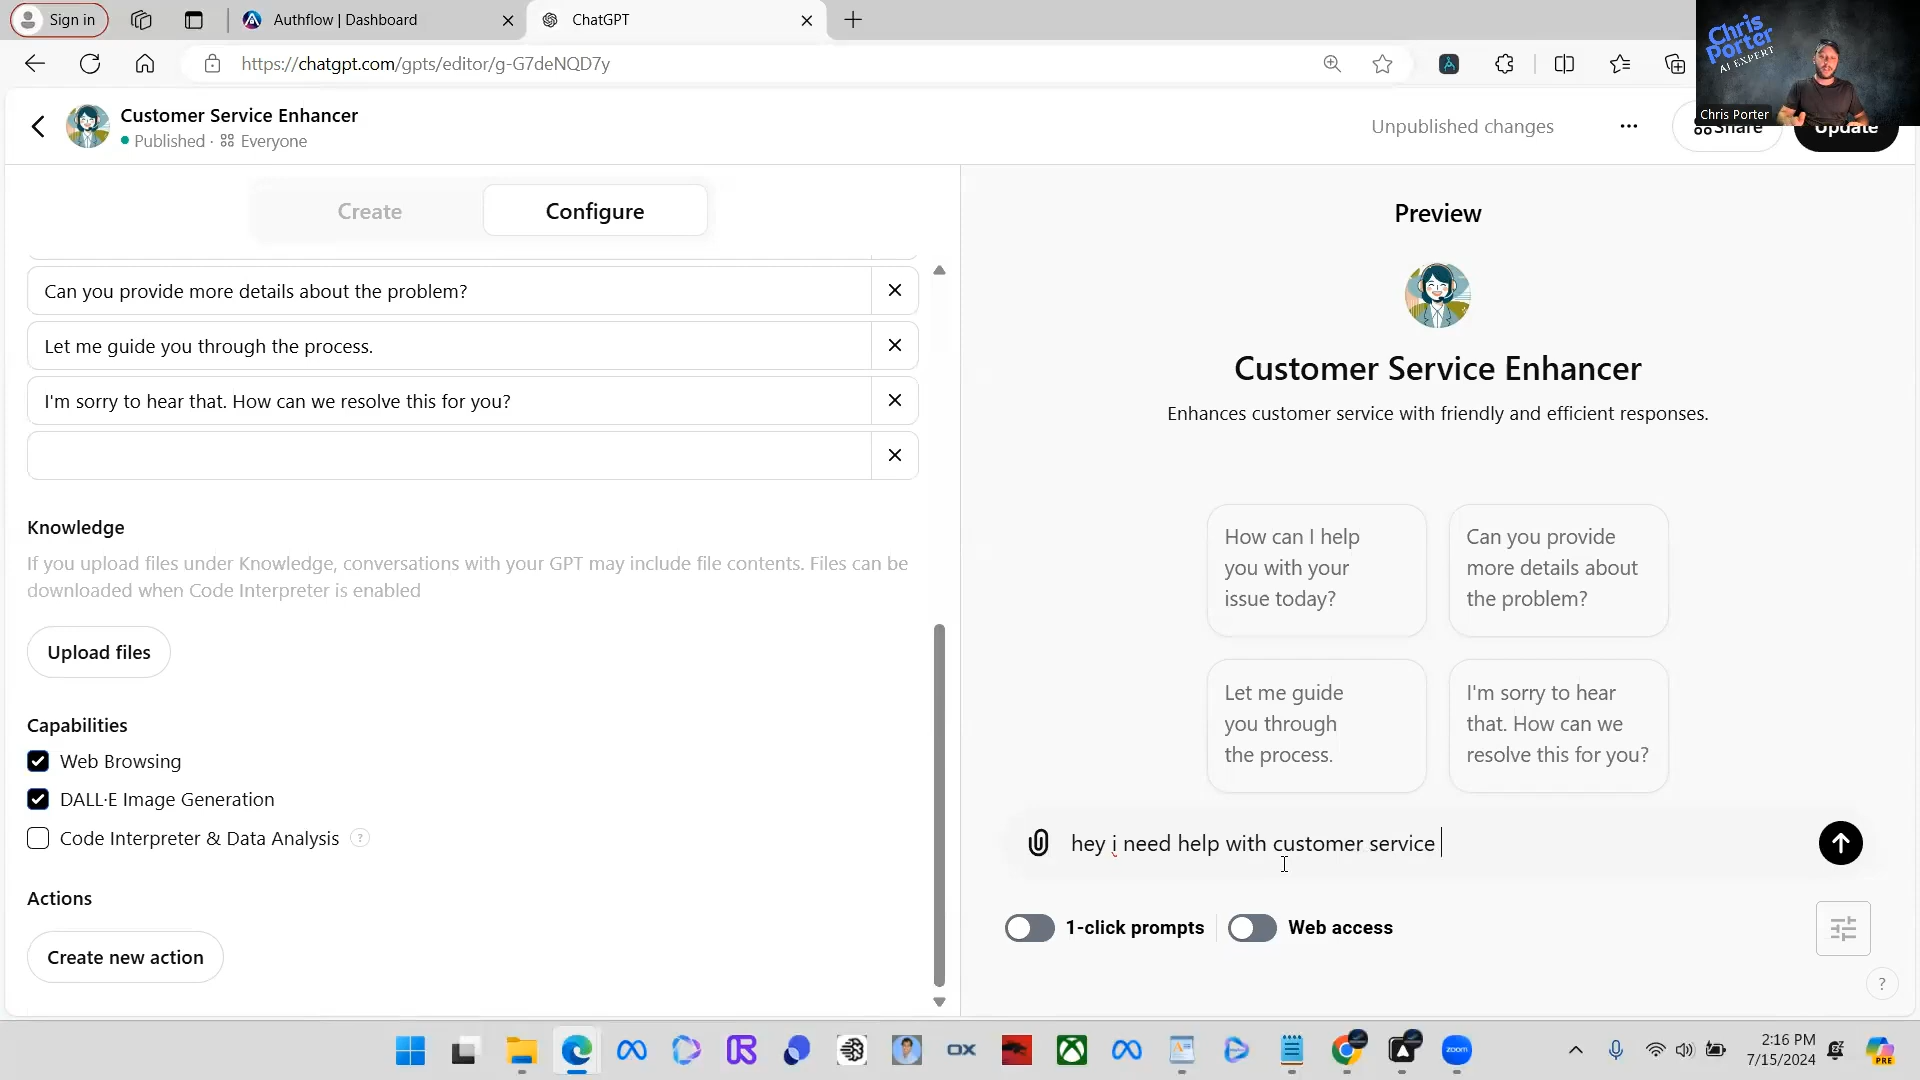 Sign in
Authflow | Dashboard
ChatGPT
https://chatgpt.com/gpts/editor/g-G7deNQD7y
Chris
Porter
AI EXPERT
Chris Porter
Customer Service Enhancer
Published · Everyone
Unpublished changes
Share
Update
Create
Configure
Can you provide more details about the problem?
Let me guide you through the process.
I'm sorry to hear that. How can we resolve this for you?
Knowledge
If you upload files under Knowledge, conversations with your GPT may include file contents. Files can be
downloaded when Code Interpreter is enabled
Upload files
Capabilities
Web Browsing
DALL·E Image Generation
Code Interpreter & Data Analysis ?
Actions
Create new action
Preview
Customer Service Enhancer
Enhances customer service with friendly and efficient responses.
How can I help
you with your
issue today?
Can you provide
more details about
the problem?
Let me guide
you through
the process.
I'm sorry to hear
that. How can we
resolve this for you?
hey i need help with customer service
1-click prompts
Web access
?
OX
zoom
2:16 PM
7/15/2024
PRE